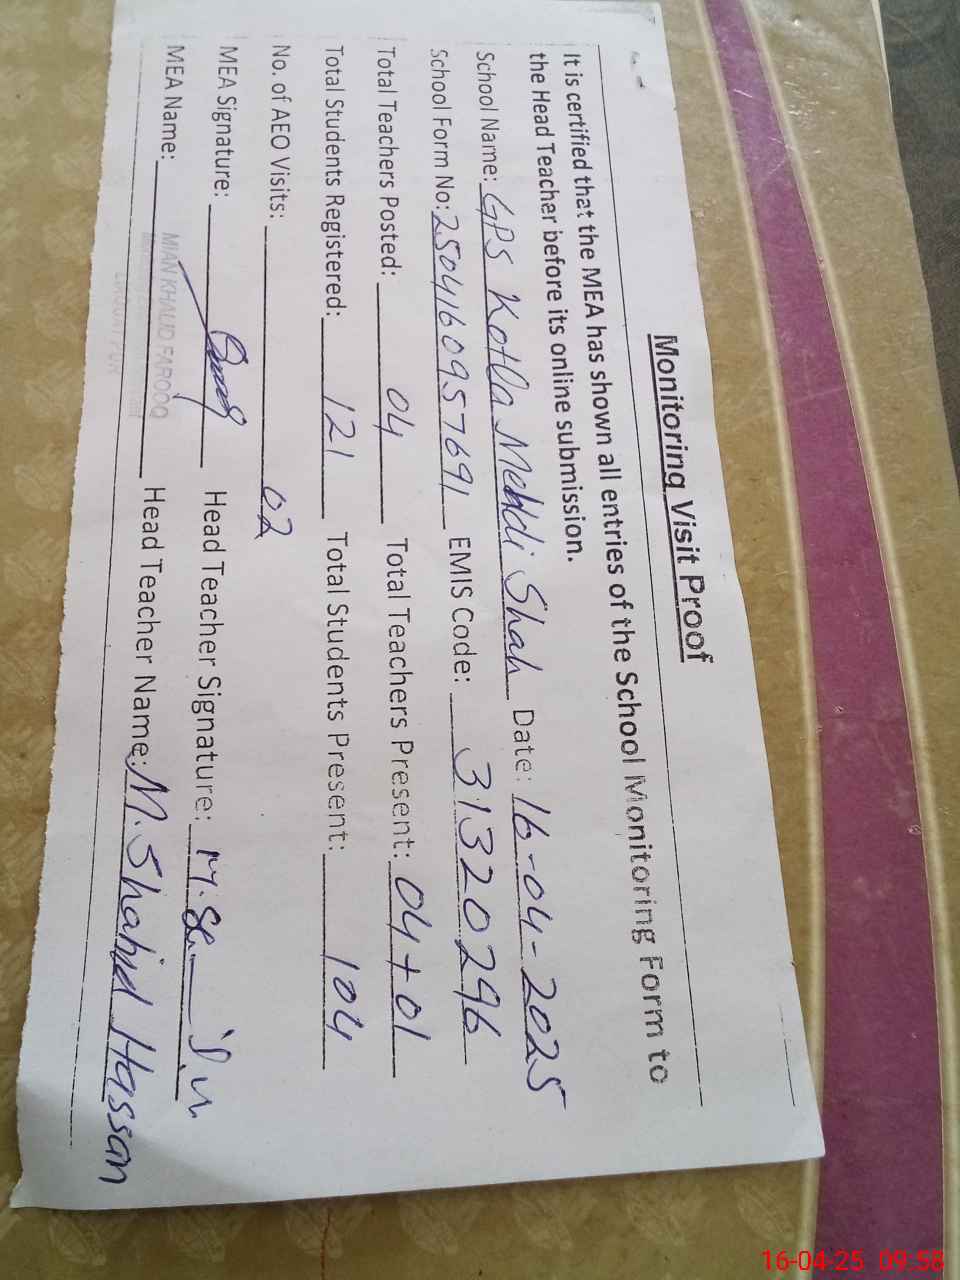 Monitoring Visit Proof
It is certified that the MEA has shown all entries of the School Monitoring Form to
the Head Teacher before its online submission.
School Name: GPS Kotla Mehdi Shah Date: 16-04-2025
School Form No: 2504160957691 EMIS Code: 31320296
Total Teachers Posted: 04 Total Teachers Present: 04+01
Total Students Registered: 121 Total Students Present: 104
No. of AEO Visits: 02
MEA Signature: Head Teacher Signature:
MEA Name: MIAN KHALID FAROOQ Head Teacher Name: M. Shahid Hassan
16-04-25 09:58